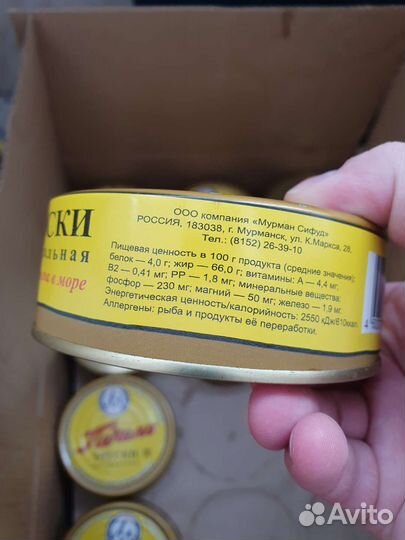 ООО компания «Мурман Сифуд»
РОССИЯ, 183038, г. Мурманск, ул. К.Маркса, 28,
Тел.: (8152) 26-39-10
СКИ
льная
в море
Пищевая ценность в 100 г продукта (средние значения):
белок — 4,0 г; жир — 66,0 г; витамины: А — 4,4 мг;
В2 — 0,41 мг; РР — 1,8 мг; минеральные вещества:
фосфор — 230 мг; магний — 50 мг; железо — 1,9 мг.
Энергетическая ценность/калорийность: 2550 кДж/610ккал.
Аллергены: рыба и продукты её переработки.
Печень
Avito